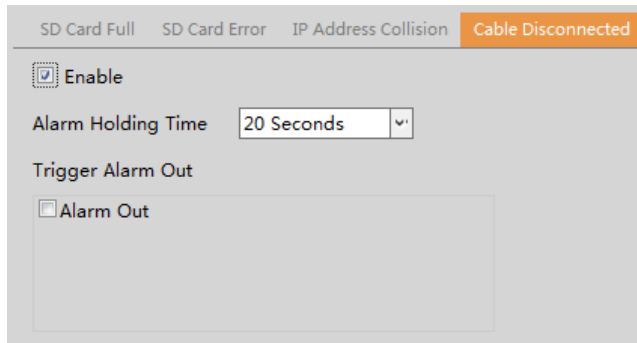 SD Card Full SD Card Error IP Address Collision Cable Disconnected
Enable
Alarm Holding Time 20 Seconds
Trigger Alarm Out
Alarm Out